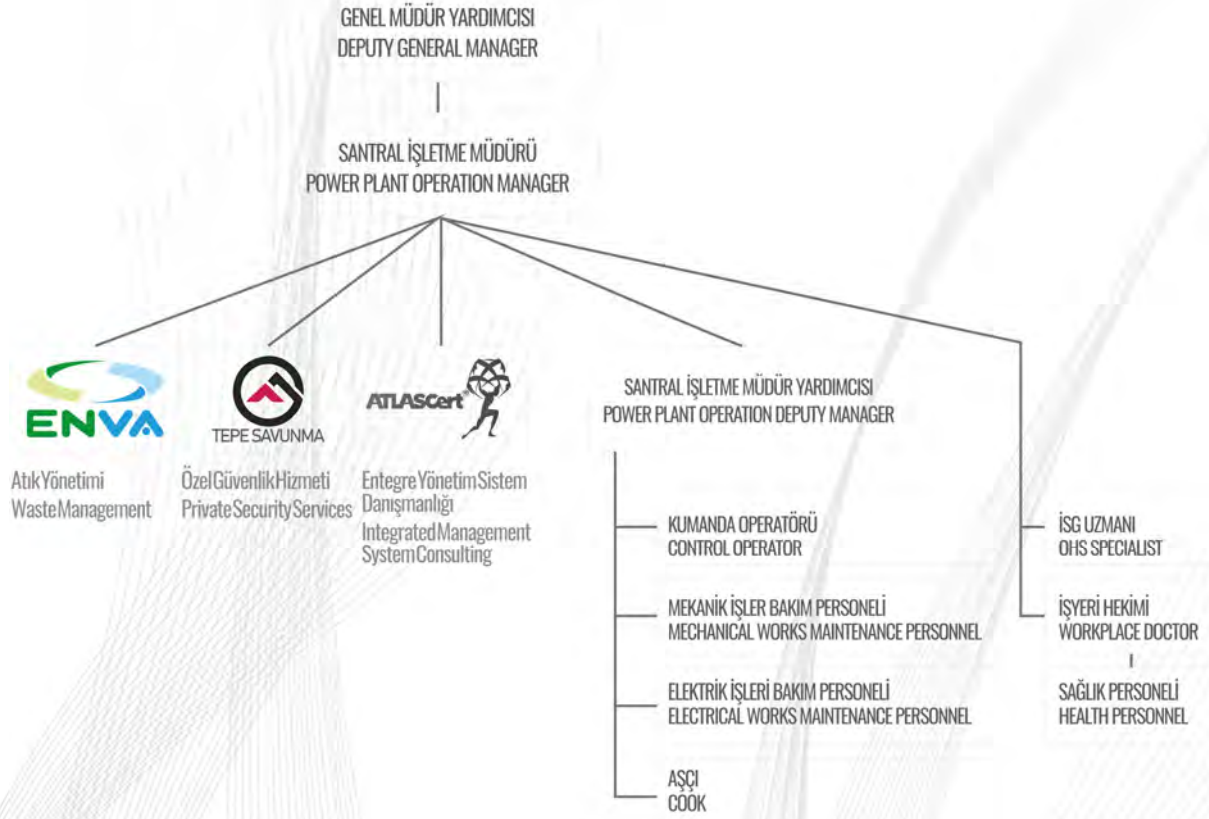 GENEL MÜDÜR YARDIMCISI
DEPUTY GENERAL MANAGER
SANTRAL İŞLETME MÜDÜRÜ
POWER PLANT OPERATION MANAGER
ENVA
Atık Yönetimi
Waste Management
TEPE SAVUNMA
Özel Güvenlik Hizmeti
Private Security Services
ATLASCert
Entegre Yönetim Sistem
Danışmanlığı
Integrated Management
System Consulting
SANTRAL İŞLETME MÜDÜR YARDIMCISI
POWER PLANT OPERATION DEPUTY MANAGER
KUMANDA OPERATÖRÜ
CONTROL OPERATOR
MEKANİK İŞLER BAKIM PERSONELİ
MECHANICAL WORKS MAINTENANCE PERSONNEL
ELEKTRİK İŞLERİ BAKIM PERSONELİ
ELECTRICAL WORKS MAINTENANCE PERSONNEL
AŞÇI
COOK
İSG UZMANI
OHS SPECIALIST
İŞYERİ HEKİMİ
WORKPLACE DOCTOR
SAĞLIK PERSONELİ
HEALTH PERSONNEL